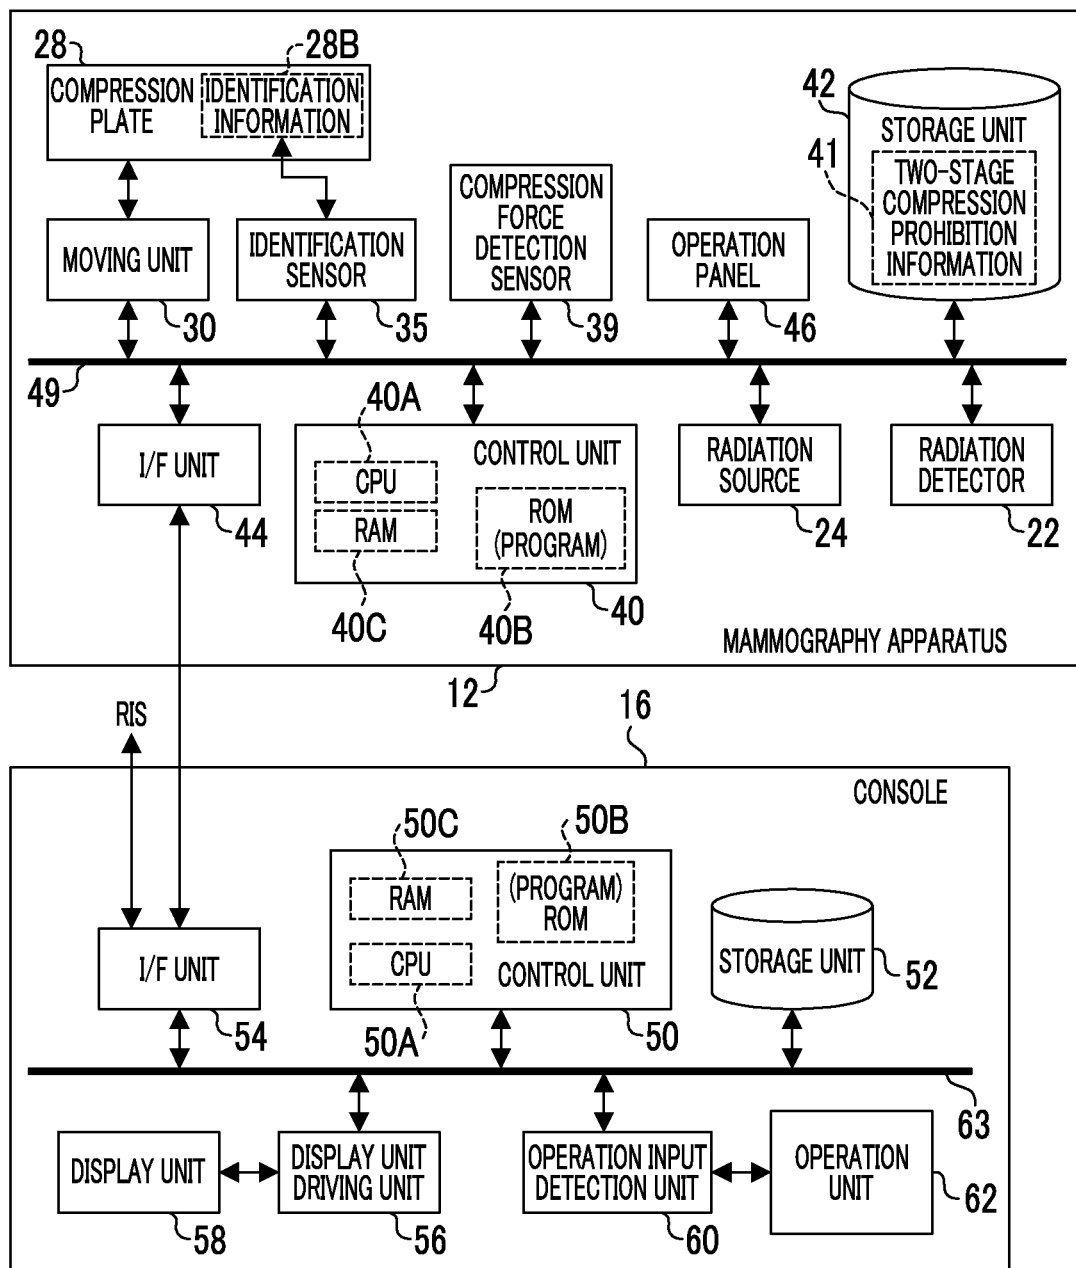 28
28B
COMPRESSION
PLATE
IDENTIFICATION
INFORMATION
42
STORAGE UNIT
41
TWO-STAGE
COMPRESSION
PROHIBITION
INFORMATION
MOVING UNIT
30
IDENTIFICATION
SENSOR
35
COMPRESSION
FORCE
DETECTION
SENSOR
39
OPERATION
PANEL
46
49
I/F UNIT
44
40A
CPU
RAM
40C
CONTROL UNIT
ROM
(PROGRAM)
40B
40
RADIATION
SOURCE
24
RADIATION
DETECTOR
22
MAMMOGRAPHY APPARATUS
12
RIS
16
CONSOLE
50C
RAM
50B
(PROGRAM)
ROM
CPU
50A
CONTROL UNIT
50
STORAGE UNIT
52
I/F UNIT
54
63
DISPLAY UNIT
58
DISPLAY UNIT
DRIVING UNIT
56
OPERATION INPUT
DETECTION UNIT
60
OPERATION
UNIT
62